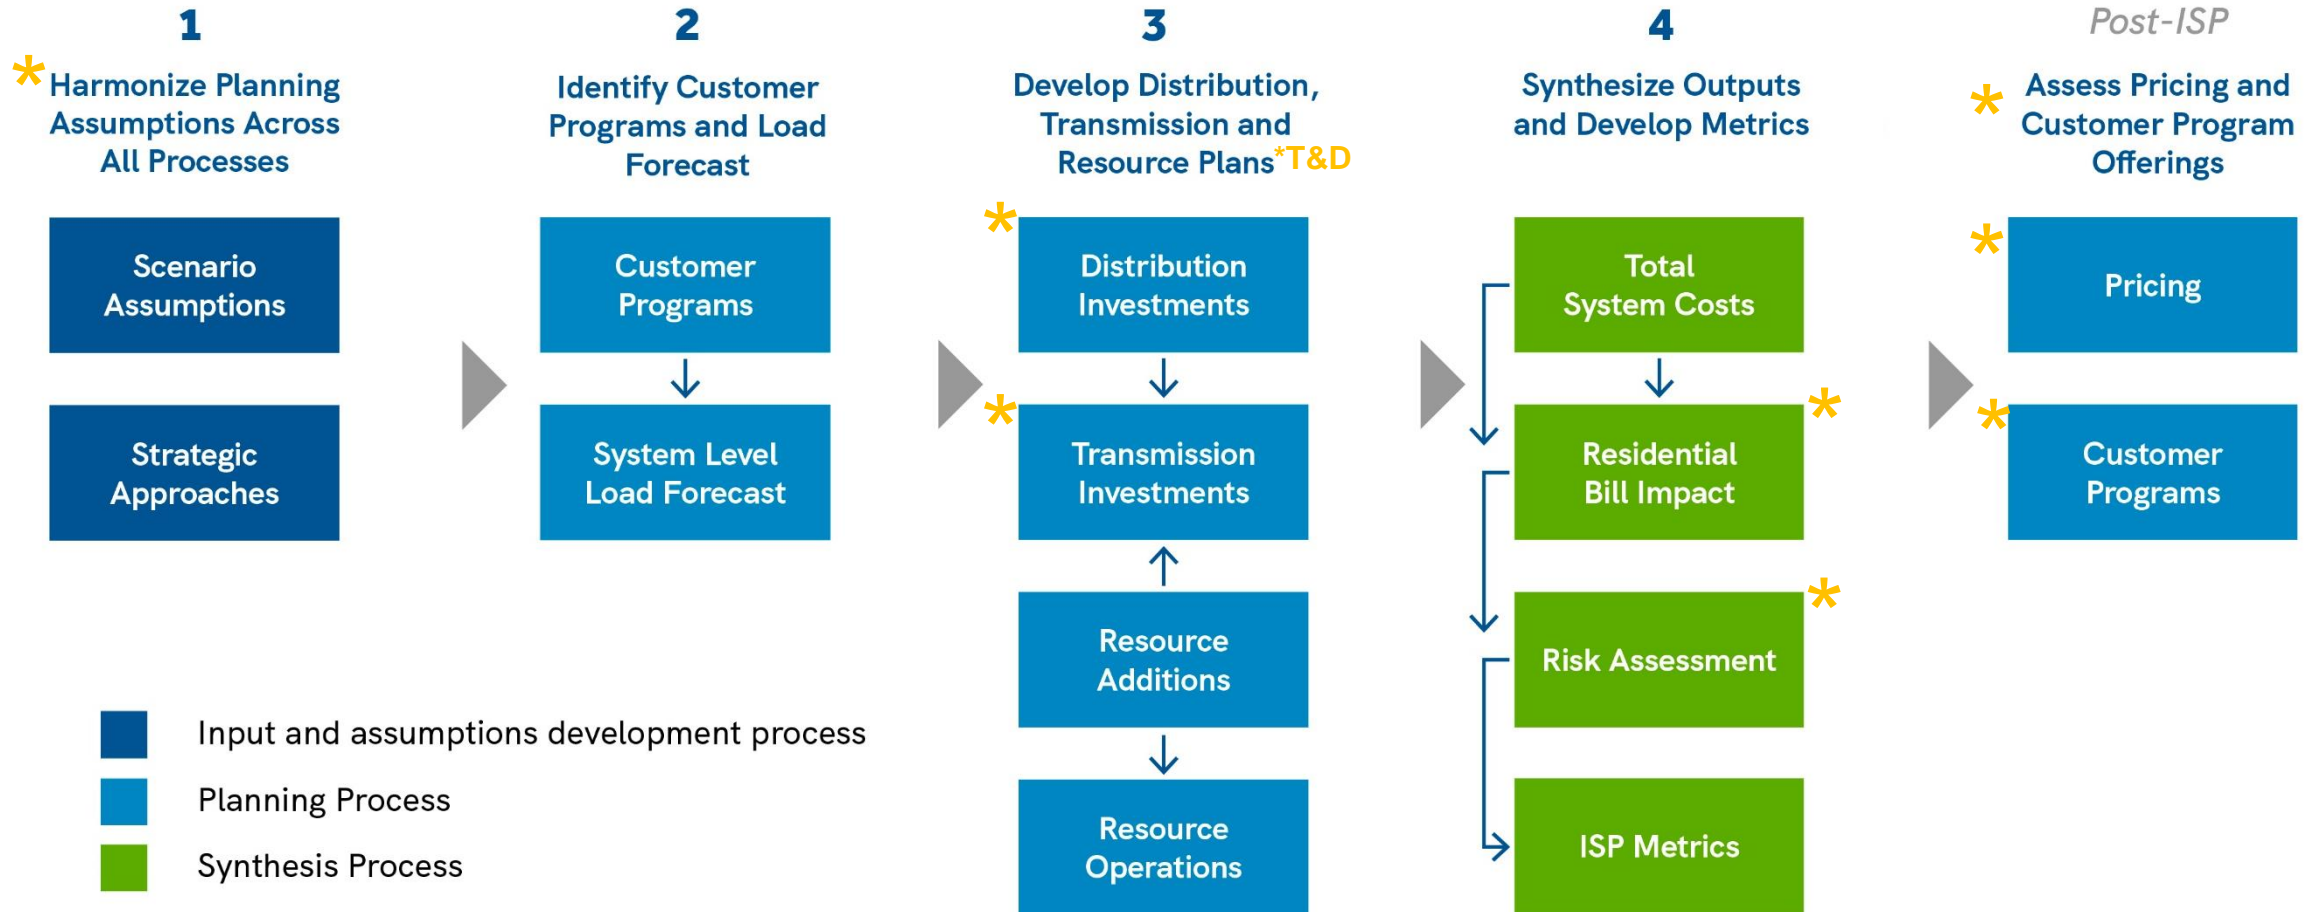 1
* Harmonize Planning
Assumptions Across
All Processes
Scenario
Assumptions
Strategic
Approaches
2
Identify Customer
Programs and Load
Forecast
Customer
Programs
System Level
Load Forecast
3
Develop Distribution,
Transmission and
Resource Plans*T&D
*
Distribution
Investments
*
Transmission
Investments
Resource
Additions
Resource
Operations
4
Synthesize Outputs
and Develop Metrics
Total
System Costs
*
Residential
Bill Impact
*
Risk Assessment
ISP Metrics
Post-ISP
* Assess Pricing and
Customer Program
Offerings
*
Pricing
*
Customer
Programs
Input and assumptions development process
Planning Process
Synthesis Process